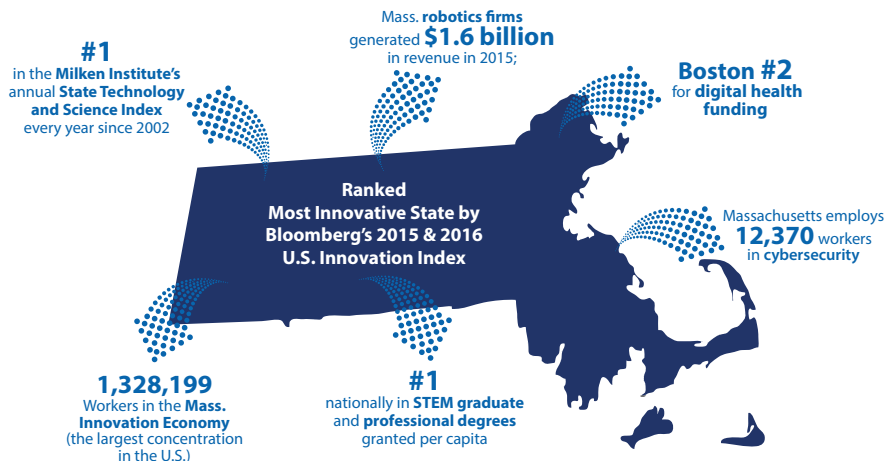 #1
in the Milken Institute's
annual State Technology
and Science Index
every year since 2002
Mass. robotics firms
generated $1.6 billion
in revenue in 2015;
Boston #2
for digital health
funding
Ranked
Most Innovative State by
Bloomberg's 2015 & 2016
U.S. Innovation Index
Massachusetts employs
12,370 workers
in cybersecurity
1,328,199
Workers in the Mass.
Innovation Economy
(the largest concentration
in the U.S.)
#1
nationally in STEM graduate
and professional degrees
granted per capita